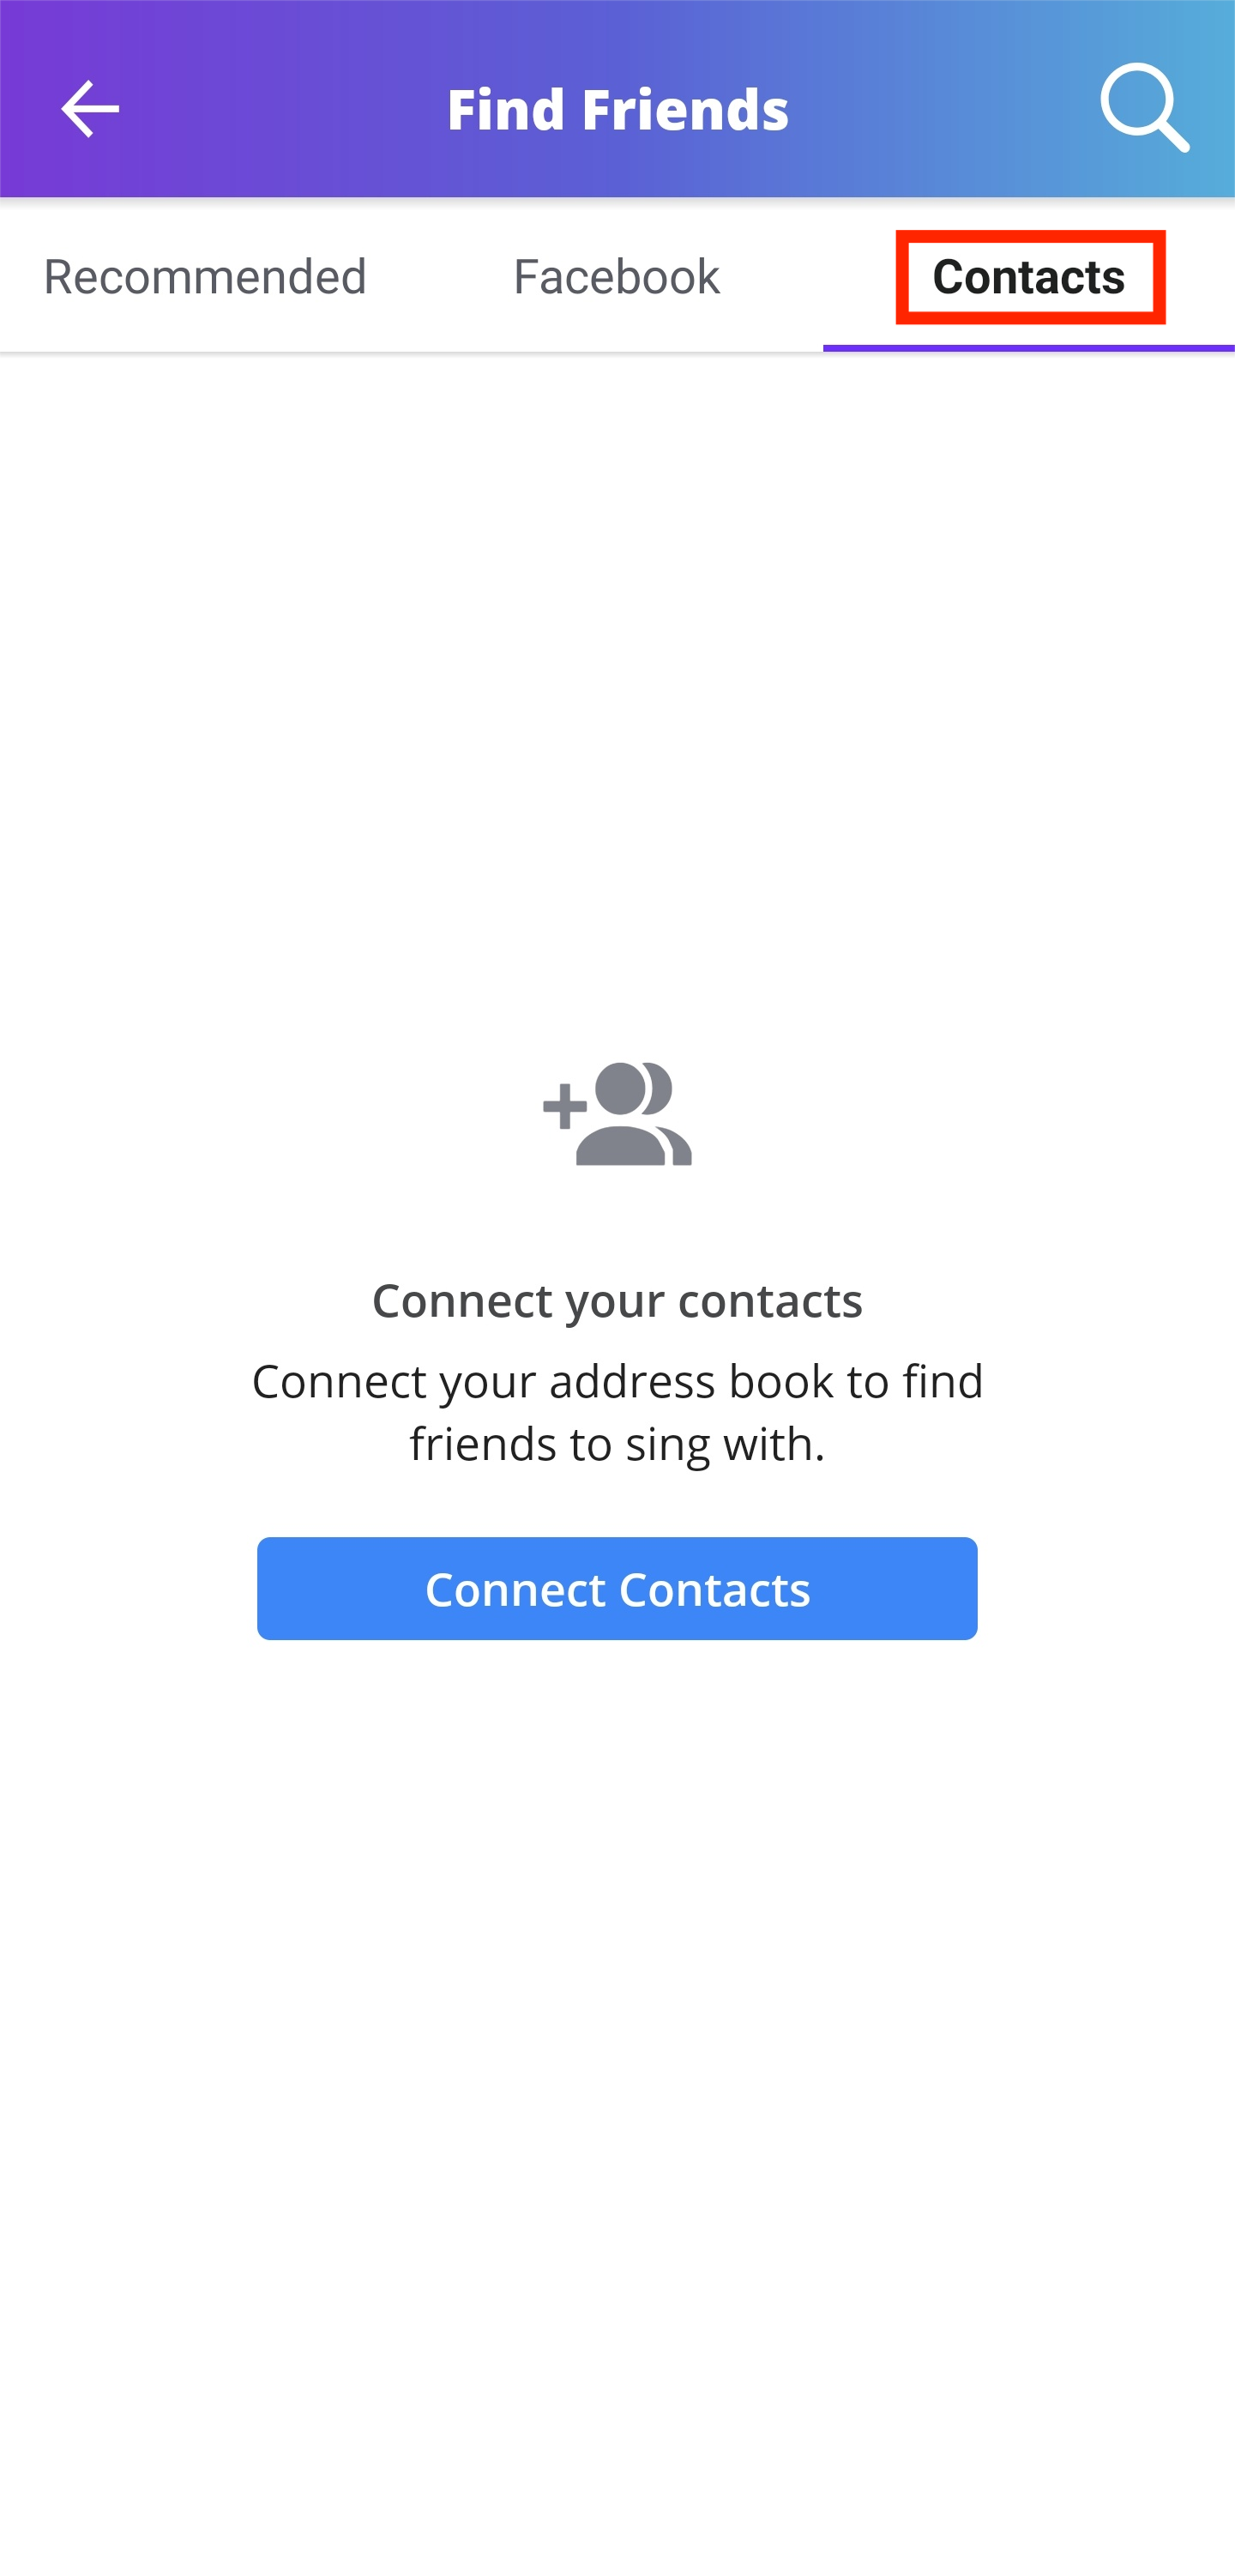 Find Friends
Recommended Facebook Contacts
Connect your contacts
Connect your address book to find
friends to sing with.
Connect Contacts